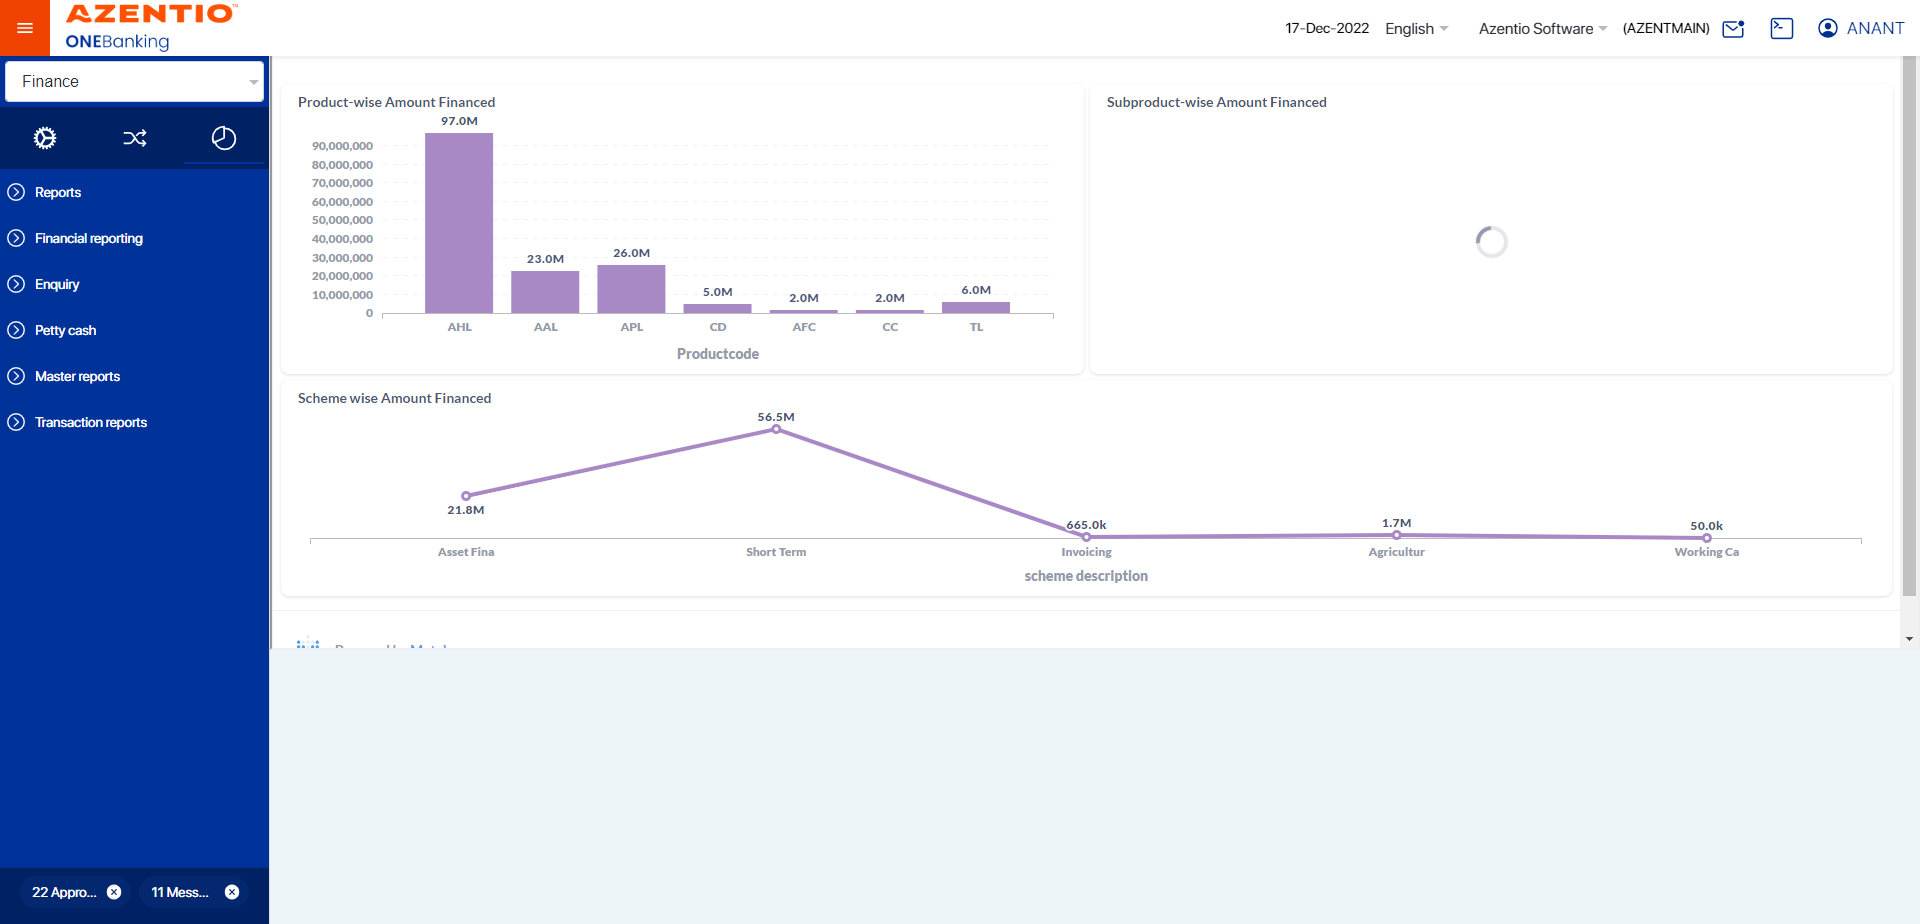 AZENTIO
ONEBanking
17-Dec-2022 English Azentio Software (AZENTMAIN) ANANT
Finance
Reports
Financial reporting
Enquiry
Petty cash
Master reports
Transaction reports
22 Appro... 11 Mess...
Product-wise Amount Financed
97.0M
90,000,000
80,000,000
70,000,000
60,000,000
50,000,000
40,000,000
30,000,000
20,000,000
10,000,000
0
23.0M
26.0M
5.0M
2.0M
2.0M
6.0M
AHL AAL APL CD AFC CC TL
Productcode
Subproduct-wise Amount Financed
Scheme wise Amount Financed
56.5M
21.8M
665.0k
1.7M
50.0k
Asset Fina Short Term Invoicing Agricultur Working Ca
scheme description